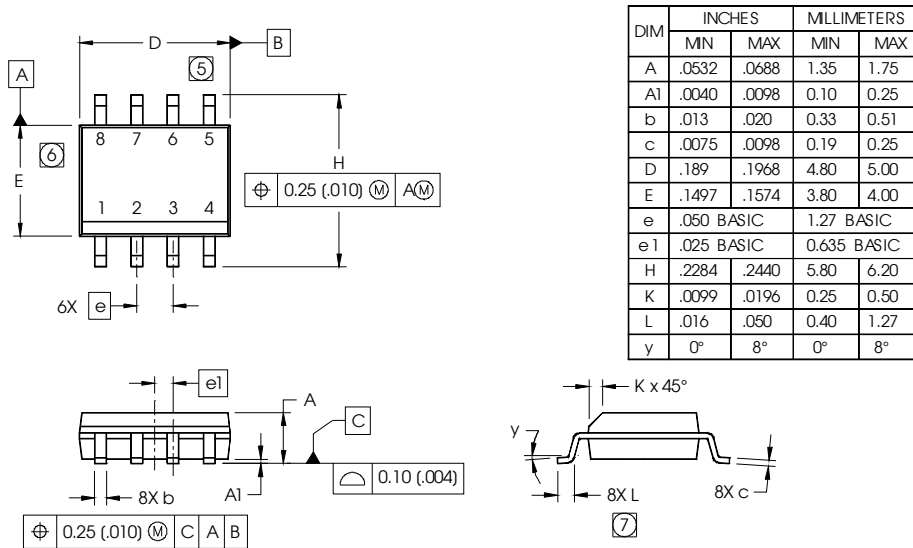 D
B
5
A
8 7 6 5
6
E
H
⌖ 0.25 (.010) Ⓜ AⓂ
1 2 3 4
6X e
DIM INCHES MILLIMETERS
MIN MAX MIN MAX
A .0532 .0688 1.35 1.75
A1 .0040 .0098 0.10 0.25
b .013 .020 0.33 0.51
c .0075 .0098 0.19 0.25
D .189 .1968 4.80 5.00
E .1497 .1574 3.80 4.00
e .050 BASIC 1.27 BASIC
e1 .025 BASIC 0.635 BASIC
H .2284 .2440 5.80 6.20
K .0099 .0196 0.25 0.50
L .016 .050 0.40 1.27
y 0° 8° 0° 8°
e1
A
C
⌓ 0.10 (.004)
8X b
A1
⌖ 0.25 (.010) Ⓜ C A B
K x 45°
y
8X L
8X c
7